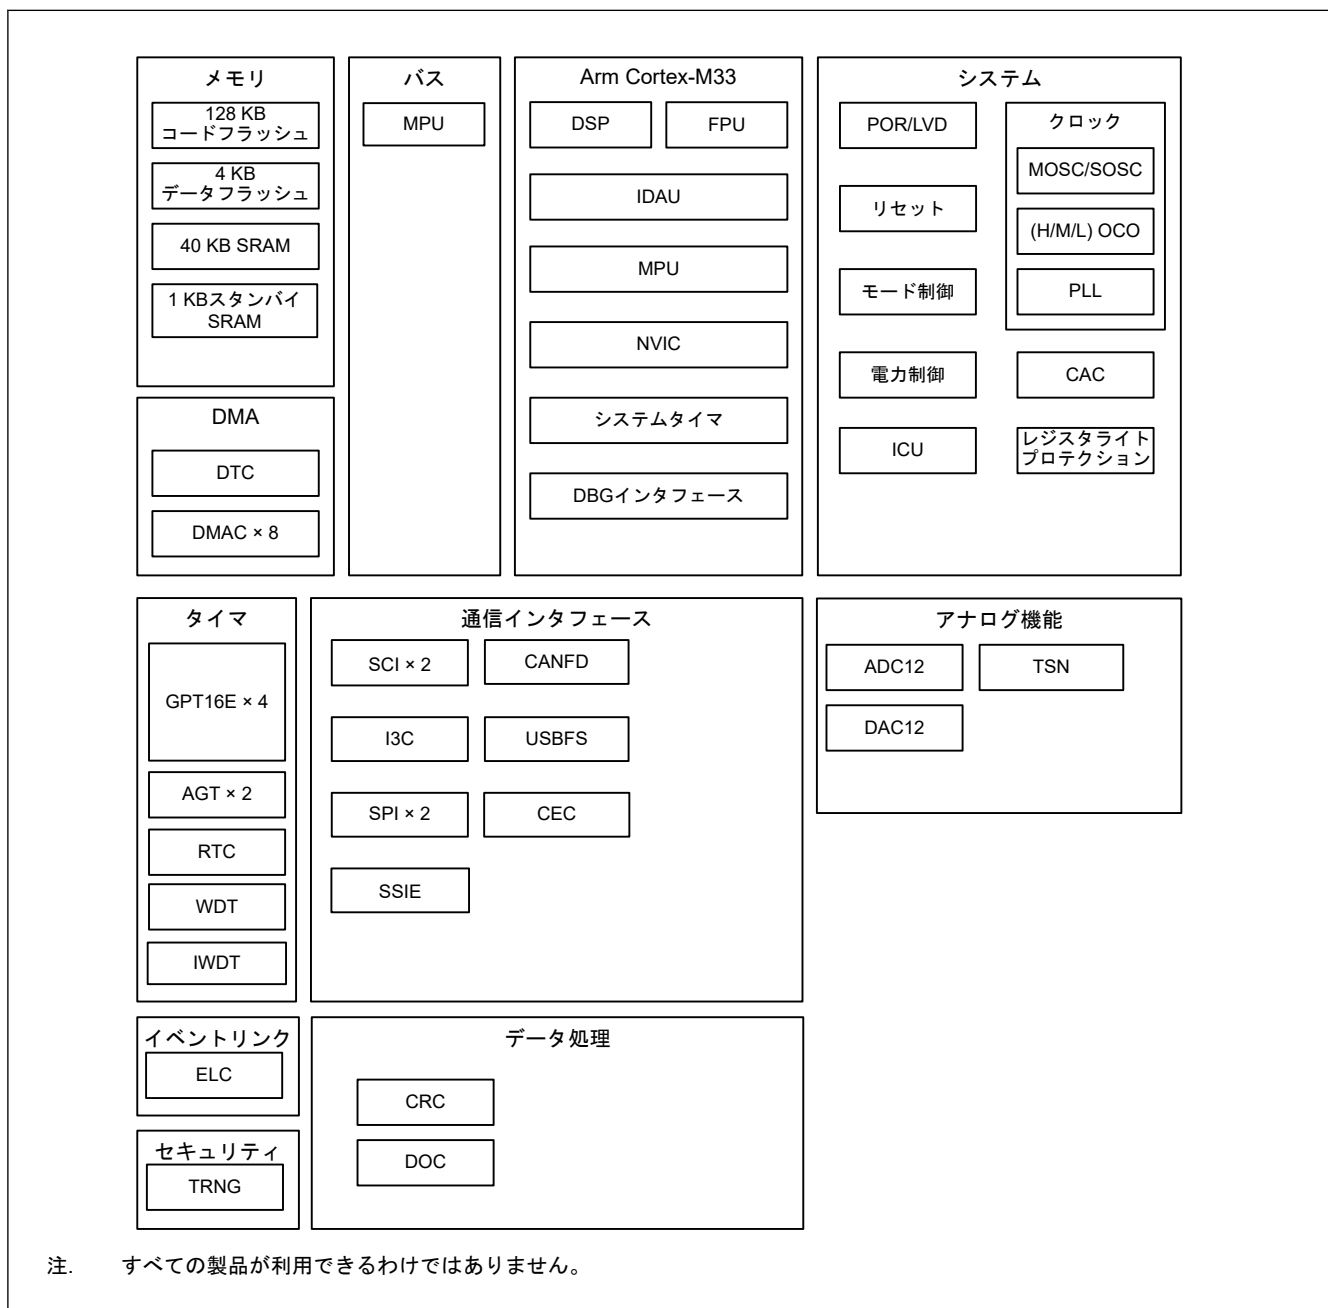 メモリ
128 KB
コードフラッシュ
4 KB
データフラッシュ
40 KB SRAM
1 KBスタンバイ
SRAM
DMA
DTC
DMAC × 8
バス
MPU
Arm Cortex-M33
DSP
FPU
IDAU
MPU
NVIC
システムタイマ
DBGインタフェース
システム
POR/LVD
リセット
モード制御
電力制御
ICU
クロック
MOSC/SOSC
(H/M/L) OCO
PLL
CAC
レジスタライト
プロテクション
タイマ
GPT16E × 4
AGT × 2
RTC
WDT
IWDT
通信インタフェース
SCI × 2
CANFD
I3C
USBFS
SPI × 2
CEC
SSIE
アナログ機能
ADC12
TSN
DAC12
イベントリンク
ELC
セキュリティ
TRNG
データ処理
CRC
DOC
注. すべての製品が利用できるわけではありません。